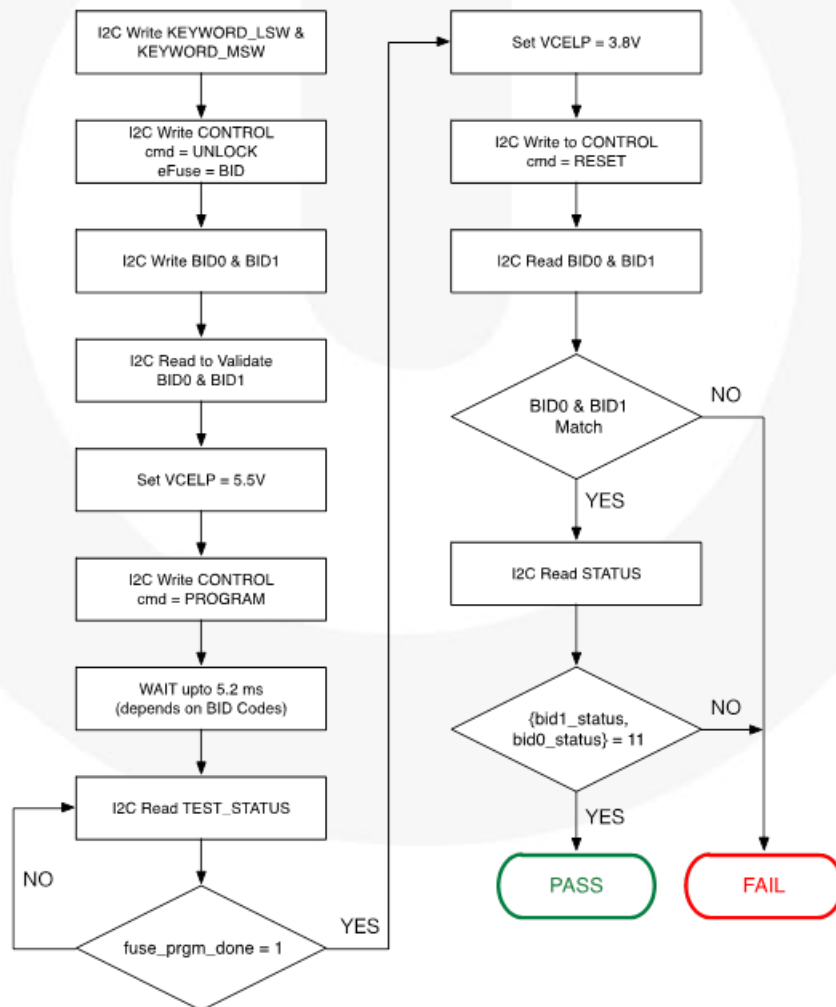 I2C Write KEYWORD_LSW &
KEYWORD_MSW
I2C Write CONTROL
cmd = UNLOCK
eFuse = BID
I2C Write BID0 & BID1
I2C Read to Validate
BID0 & BID1
Set VCELP = 5.5V
I2C Write CONTROL
cmd = PROGRAM
WAIT upto 5.2 ms
(depends on BID Codes)
I2C Read TEST_STATUS
NO
fuse_prgm_done = 1
YES
Set VCELP = 3.8V
I2C Write to CONTROL
cmd = RESET
I2C Read BID0 & BID1
BID0 & BID1
Match
NO
YES
I2C Read STATUS
{bid1_status,
bid0_status} = 11
NO
YES
PASS
FAIL